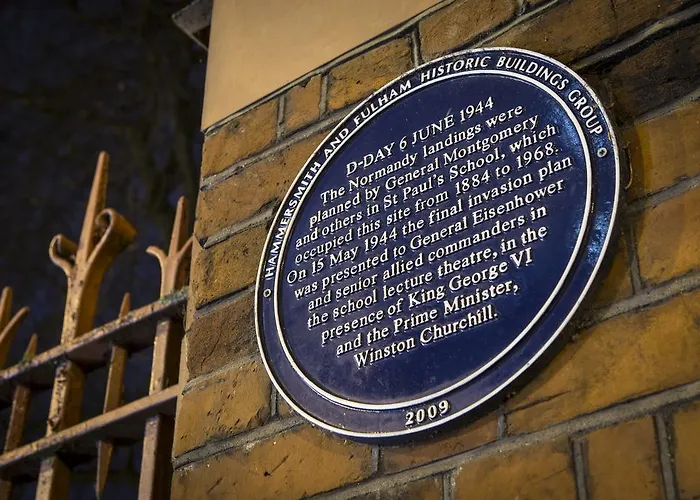 HAMMERSMITH AND FULHAM HISTORIC BUILDINGS GROUP
D-DAY 6 JUNE 1944
The Normandy landings were
planned by General Montgomery
and others in St Paul's School, which
occupied this site from 1884 to 1968.
On 15 May 1944 the final invasion plan
was presented to General Eisenhower
and senior allied commanders in
the school lecture theatre, in the
presence of King George VI
and the Prime Minister,
Winston Churchill.
2009